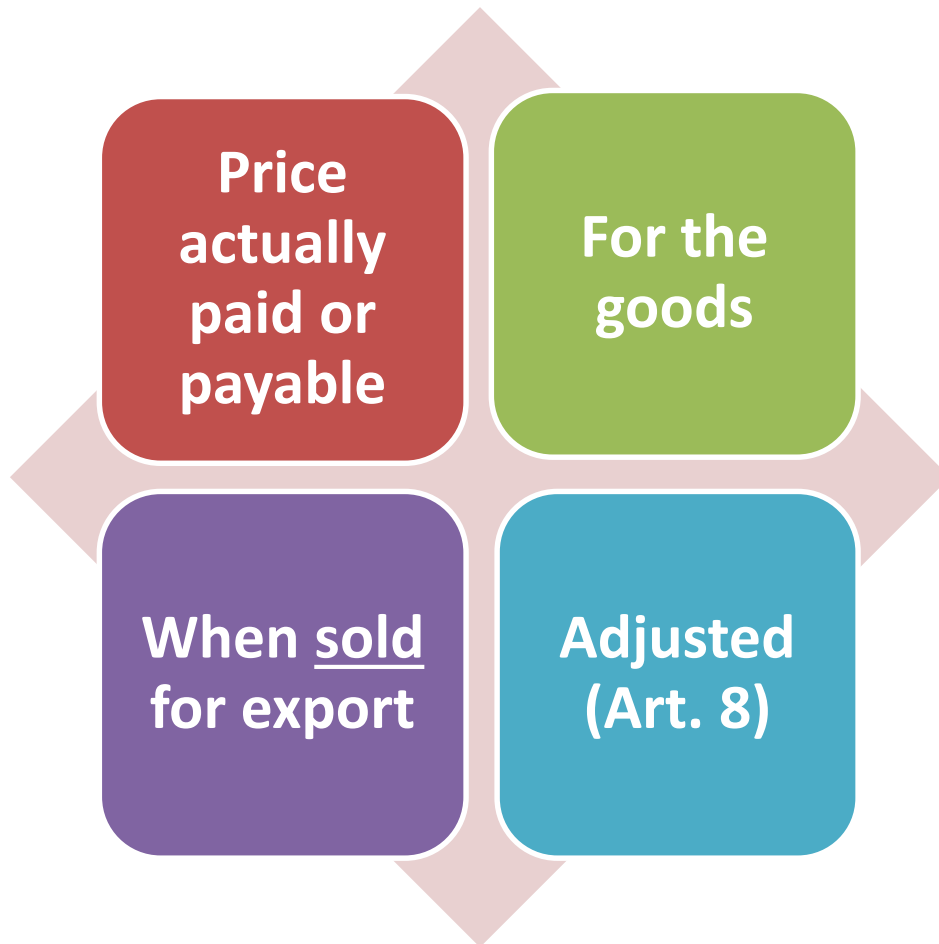 Price
actually
paid or
payable
For the
goods
When sold
for export
Adjusted
(Art. 8)